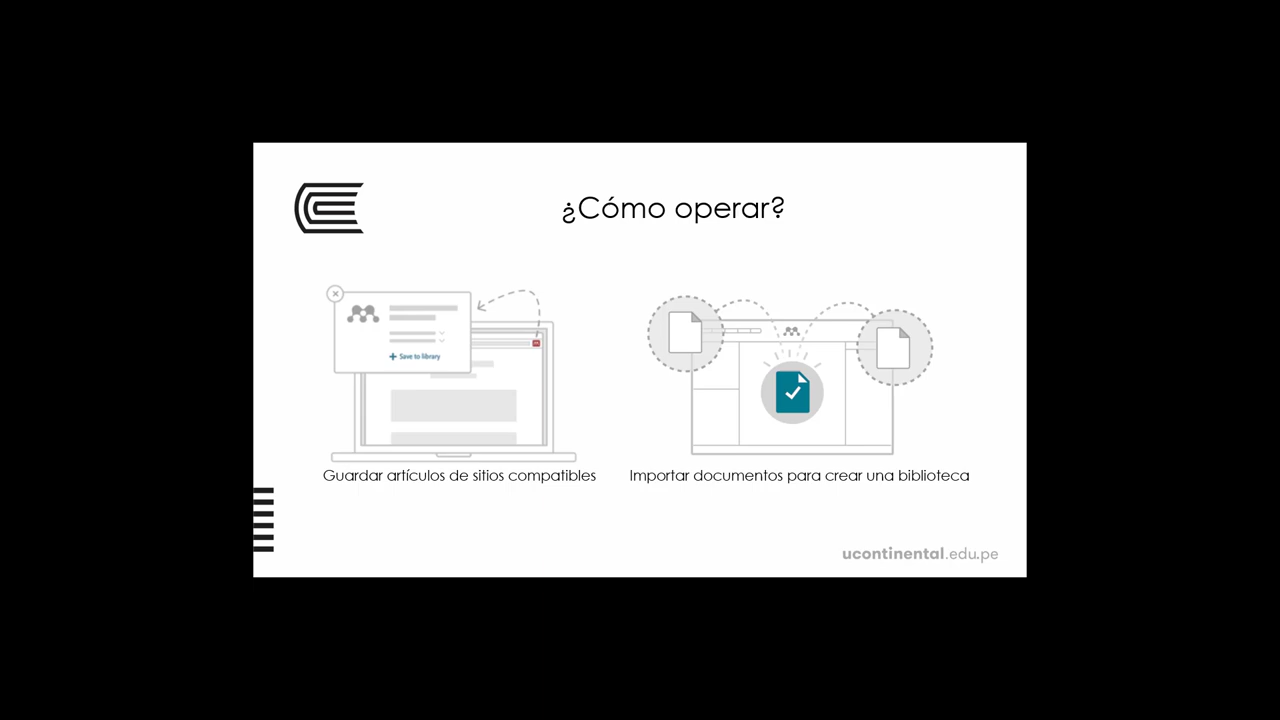 ¿Cómo operar?
+ Save to library
Guardar artículos de sitios compatibles
Importar documentos para crear una biblioteca
ucontinental.edu.pe